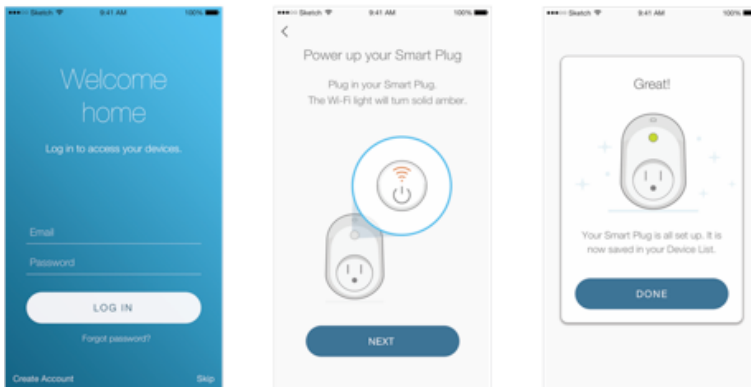 Sketch 9:41 AM 100%
Welcome
home
Log in to access your devices.
Email
Password
LOG IN
Forgot password?
Create Account Skip
Sketch 9:41 AM 100%
Power up your Smart Plug
Plug in your Smart Plug.
The Wi-Fi light will turn solid amber.
NEXT
Sketch 9:41 AM 100%
Great!
Your Smart Plug is all set up. It is
now saved in your Device List.
DONE